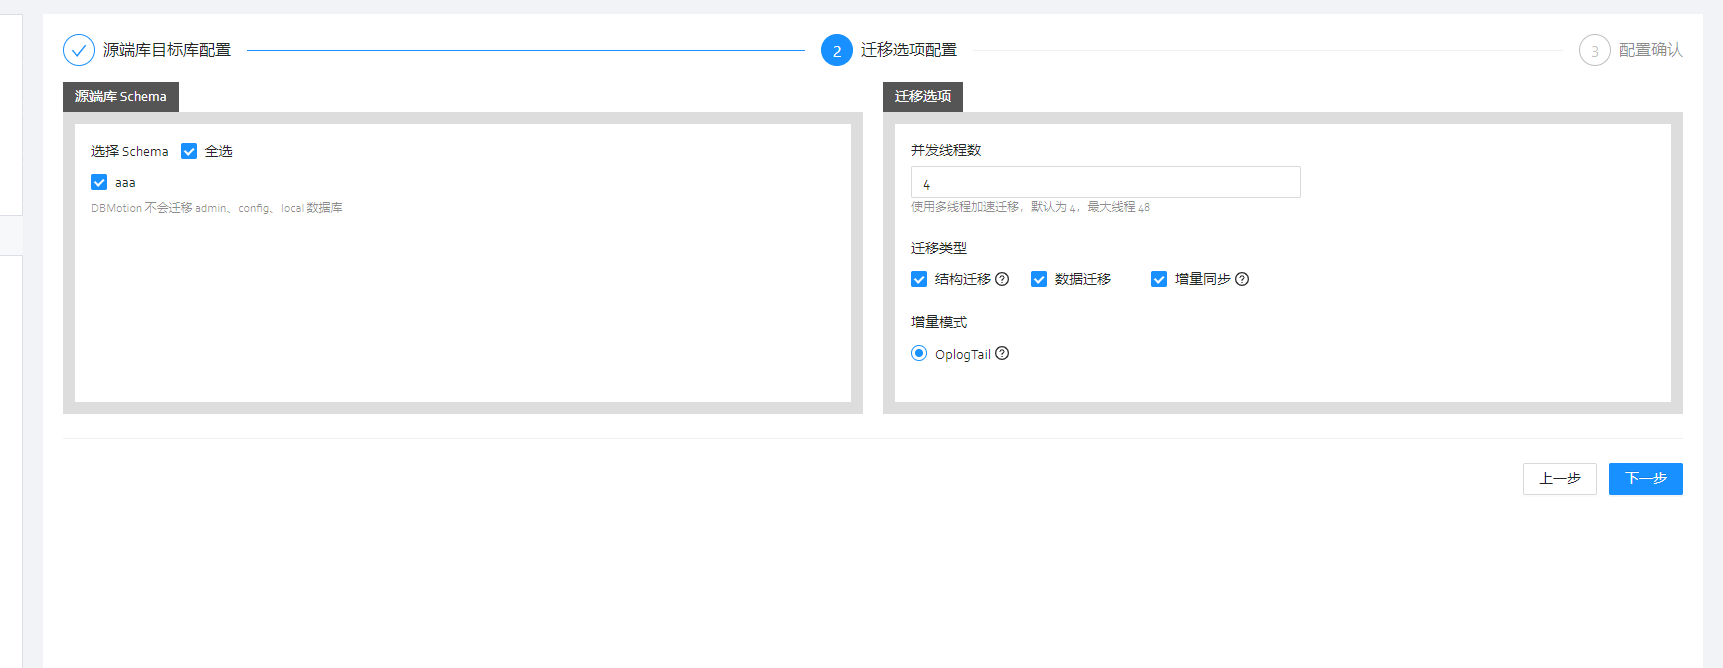 源端库目标库配置
2 迁移选项配置
3 配置确认
源端库 Schema
选择 Schema 全选
aaa
DBMotion 不会迁移 admin、config、local 数据库
迁移选项
并发线程数
4
使用多线程加速迁移，默认为 4，最大线程 48
迁移类型
结构迁移 ? 数据迁移 增量同步 ?
增量模式
OplogTail ?
上一步 下一步